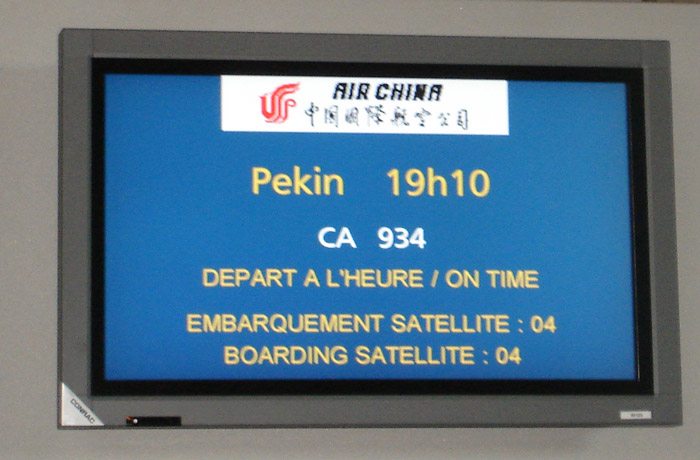 AIR CHINA
中国国际航空公司
Pekin 19h10
CA 934
DEPART A L'HEURE / ON TIME
EMBARQUEMENT SATELLITE : 04
BOARDING SATELLITE : 04
CONRAC